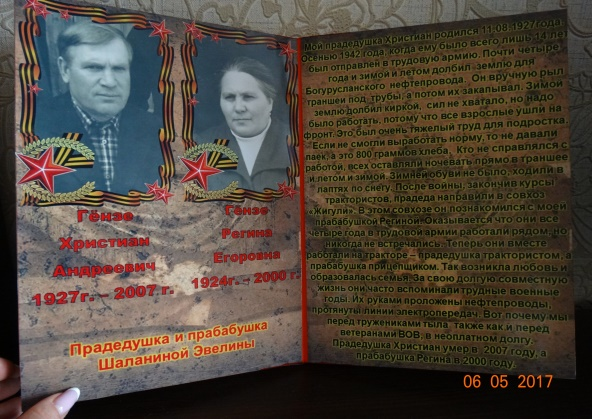 Гёнзе
Христиан
Андреевич
1927г. – 2007 г.
Гёнзе
Регина
Егоровна
1924г. – 2000 г.
Прадедушка и прабабушка
Шаланиной Эвелины
Мой прадедушка Христиан родился 11.08.1927года.
Осенью 1942 года, когда ему было всего лишь 14 лет
был отправлен в трудовую армию. Почти четыре
года и зимой и летом долбил землю для
Богурусланского нефтепровода. Он вручную рыл
траншеи под трубы, а потом их закапывал. Зимой
землю долбил киркой, сил не хватало, но надо
было работать, потому что все взрослые ушли на
фронт. Это был очень тяжелый труд для подростка.
Если не смогли выработать норму, то не давали
паек, а это 800 граммов хлеба. Кто не справлялся с
работой, всех оставляли ночевать прямо в траншее
и летом и зимой. Зимней обуви не было, ходили в
лаптях по снегу. После войны, закончив курсы
трактористов, прадеда направили в совхоз
«Жигули». В этом совхозе он познакомился с моей
прабабушкой Региной. Оказывается что они все
четыре года в трудовой армии работали рядом, но
никогда не встречались. Теперь они вместе
работали на тракторе – прадедушка трактористом, а
прабабушка прицепщиком. Так возникла любовь и
образовалась семья. За свою долгую совместную
жизнь они часто вспоминали трудные военные
годы. Их руками проложены нефтепроводы,
протянуты линии электропередач. Вот почему мы
перед тружениками тыла также как и перед
ветеранами ВОВ, в неоплатном долгу.
Прадедушка Христиан умер в 2007 году, а
прабабушка Регина в 2000 году.
06 05 2017